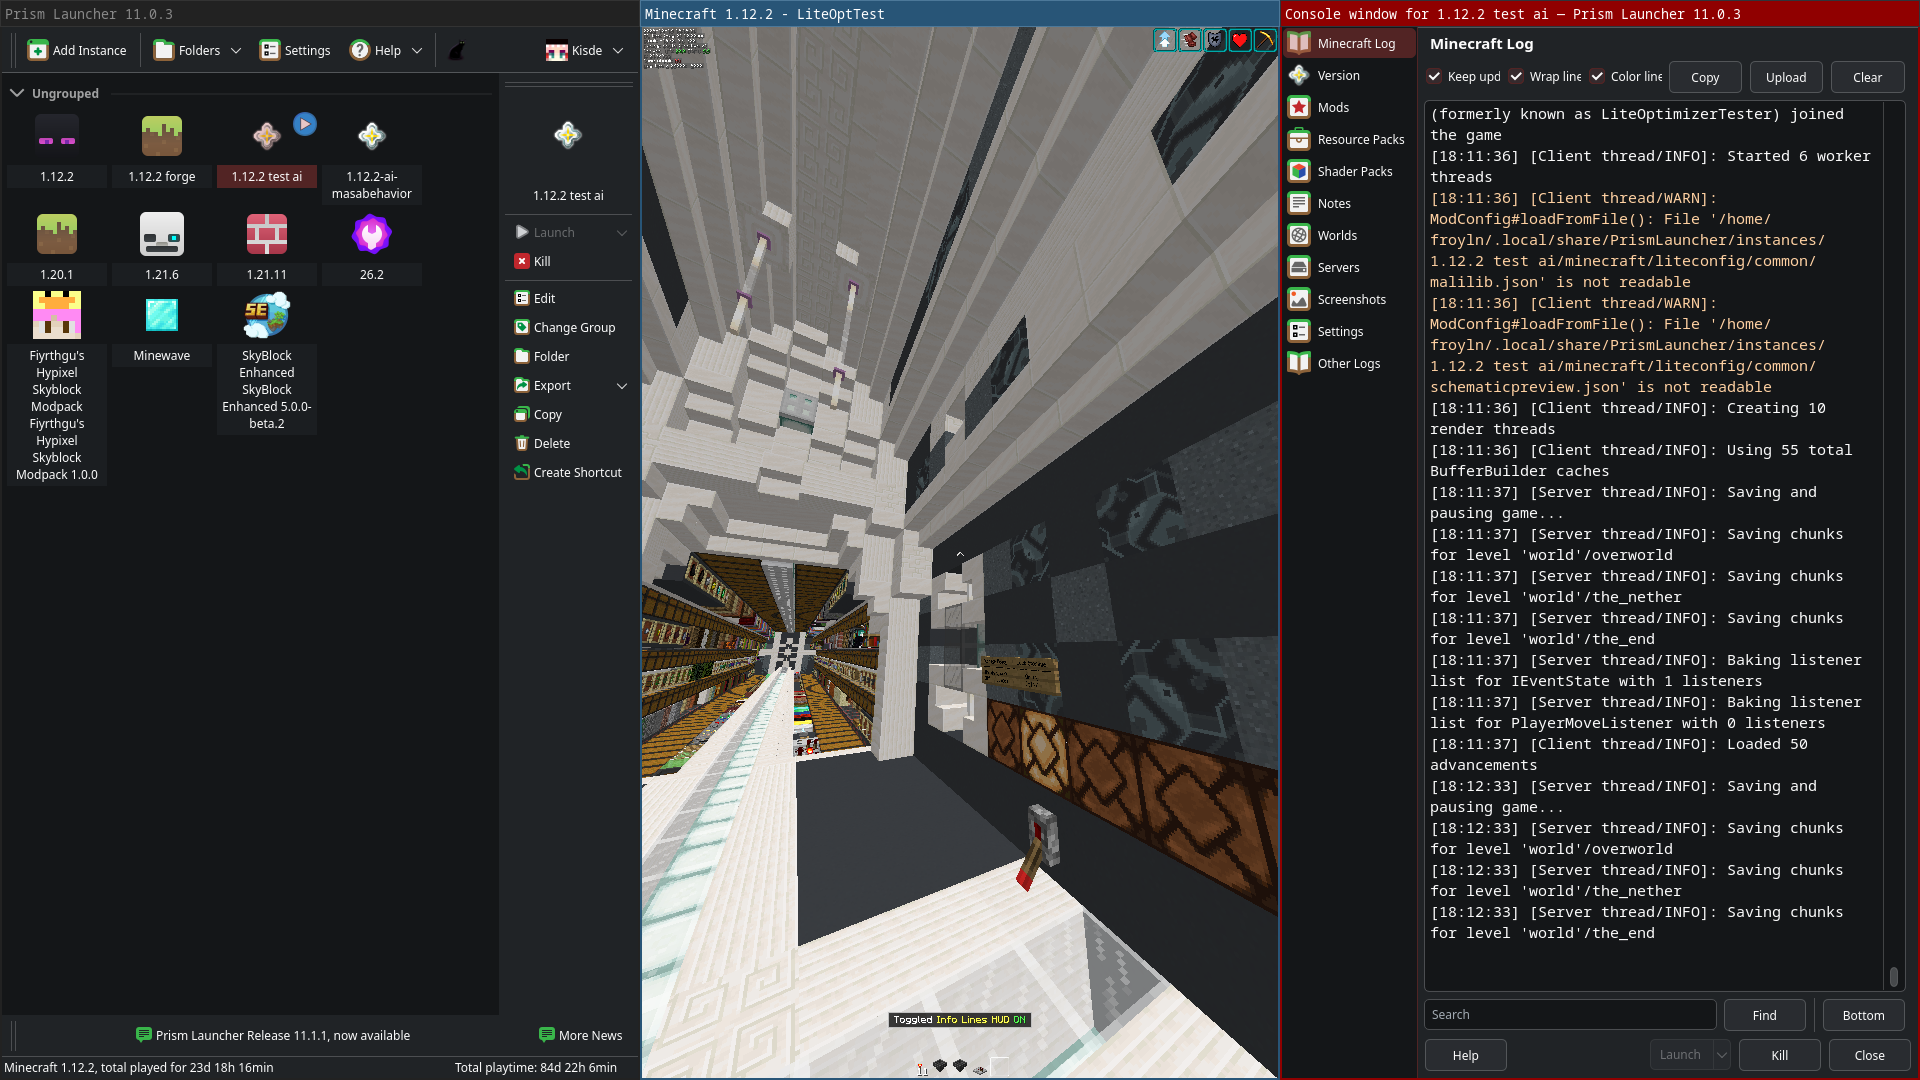 Prism Launcher 11.0.3
Add Instance
Folders
Settings
Help
Kisde
Ungrouped
1.12.2
1.12.2 forge
1.12.2 test ai
1.12.2-ai-
masabehavior
1.20.1
1.21.6
1.21.11
26.2
Fiyrthgu's
Hypixel
Skyblock
Modpack
Fiyrthgu's
Hypixel
Skyblock
Modpack 1.0.0
Minewave
SkyBlock
Enhanced
SkyBlock
Enhanced 5.0.0-
beta.2
1.12.2 test ai
Launch
Kill
Edit
Change Group
Folder
Export
Copy
Delete
Create Shortcut
Prism Launcher Release 11.1.1, now available
More News
Minecraft 1.12.2, total played for 23d 18h 16min
Total playtime: 84d 22h 6min
Minecraft 1.12.2 - LiteOptTest
Toggled Info Lines HUD ON
Console window for 1.12.2 test ai — Prism Launcher 11.0.3
Minecraft Log
Version
Mods
Resource Packs
Shader Packs
Notes
Worlds
Servers
Screenshots
Settings
Other Logs
Minecraft Log
Keep upd
Wrap line
Color line
Copy
Upload
Clear
(formerly known as LiteOptimizerTester) joined
the game
[18:11:36] [Client thread/INFO]: Started 6 worker
threads
[18:11:36] [Client thread/WARN]:
ModConfig#loadFromFile(): File '/home/
froyln/.local/share/PrismLauncher/instances/
1.12.2 test ai/minecraft/liteconfig/common/
malilib.json' is not readable
[18:11:36] [Client thread/WARN]:
ModConfig#loadFromFile(): File '/home/
froyln/.local/share/PrismLauncher/instances/
1.12.2 test ai/minecraft/liteconfig/common/
schematicpreview.json' is not readable
[18:11:36] [Client thread/INFO]: Creating 10
render threads
[18:11:36] [Client thread/INFO]: Using 55 total
BufferBuilder caches
[18:11:37] [Server thread/INFO]: Saving and
pausing game...
[18:11:37] [Server thread/INFO]: Saving chunks
for level 'world'/overworld
[18:11:37] [Server thread/INFO]: Saving chunks
for level 'world'/the_nether
[18:11:37] [Server thread/INFO]: Saving chunks
for level 'world'/the_end
[18:11:37] [Server thread/INFO]: Baking listener
list for IEventState with 1 listeners
[18:11:37] [Server thread/INFO]: Baking listener
list for PlayerMoveListener with 0 listeners
[18:11:37] [Client thread/INFO]: Loaded 50
advancements
[18:12:33] [Server thread/INFO]: Saving and
pausing game...
[18:12:33] [Server thread/INFO]: Saving chunks
for level 'world'/overworld
[18:12:33] [Server thread/INFO]: Saving chunks
for level 'world'/the_nether
[18:12:33] [Server thread/INFO]: Saving chunks
for level 'world'/the_end
Search
Find
Bottom
Help
Launch
Kill
Close